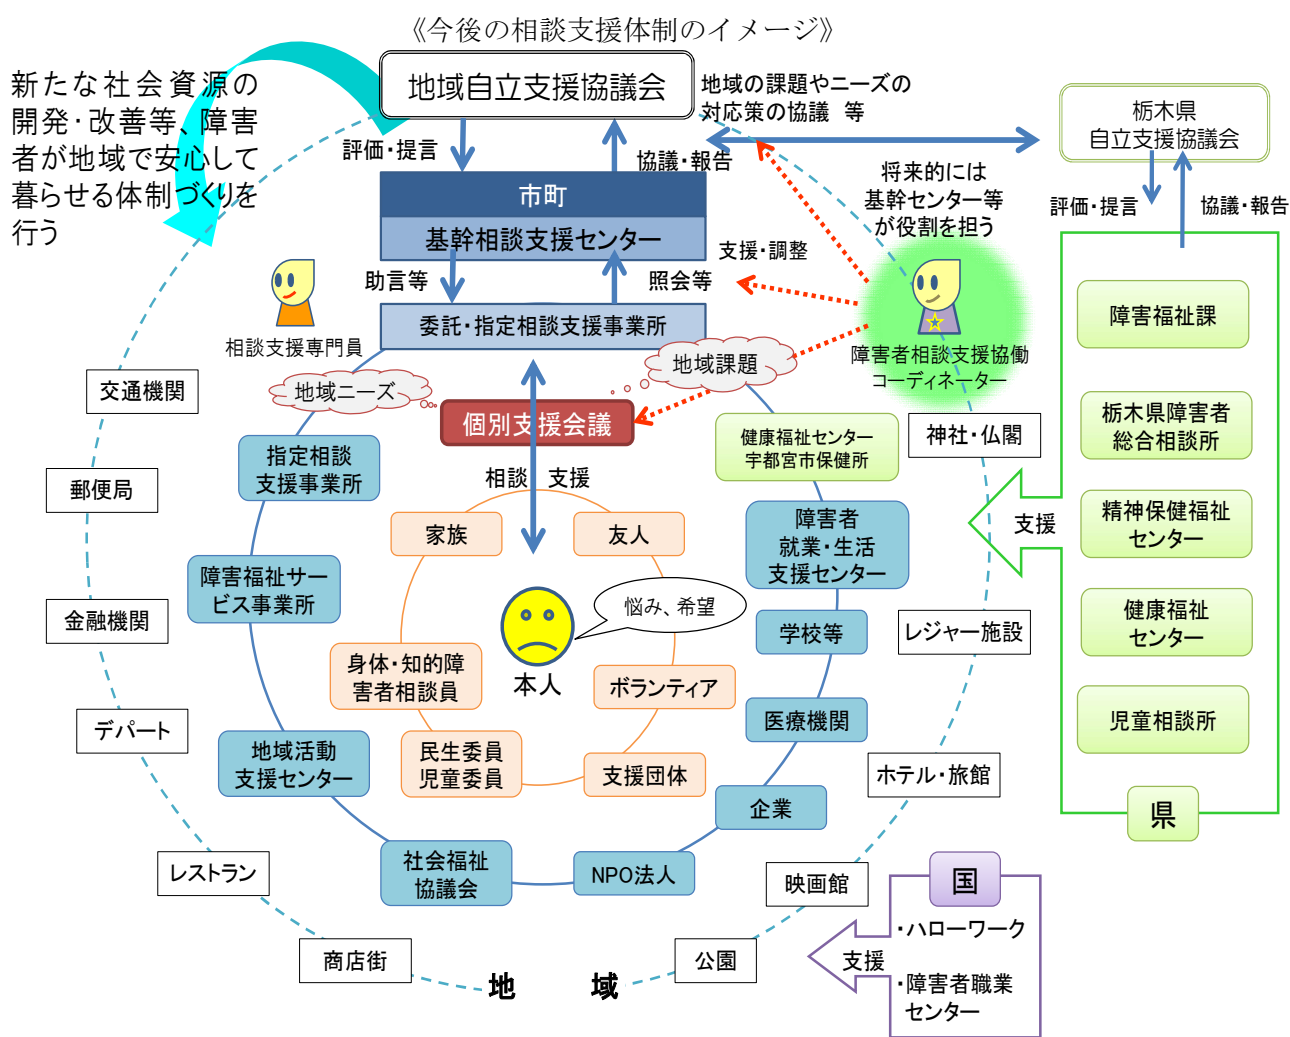 《今後の相談支援体制のイメージ》
新たな社会資源の
開発・改善等、障害
者が地域で安心して
暮らせる体制づくりを
行う
地域自立支援協議会
地域の課題やニーズの
対応策の協議 等
栃木県
自立支援協議会
評価・提言
協議・報告
将来的には
基幹センター等
が役割を担う
評価・提言
協議・報告
市町
基幹相談支援センター
支援・調整
助言等
照会等
委託・指定相談支援事業所
相談支援専門員
障害者相談支援協働
コーディネーター
地域ニーズ
地域課題
個別支援会議
相談
支援
交通機関
郵便局
金融機関
デパート
レストラン
商店街
地 域
公園
映画館
ホテル・旅館
レジャー施設
神社・仏閣
指定相談
支援事業所
障害福祉サー
ビス事業所
地域活動
支援センター
社会福祉
協議会
NPO法人
企業
医療機関
学校等
障害者
就業・生活
支援センター
健康福祉センター
宇都宮市保健所
家族
友人
身体・知的障
害者相談員
ボランティア
民生委員
児童委員
支援団体
悩み、希望
本人
支援
障害福祉課
栃木県障害者
総合相談所
精神保健福祉
センター
健康福祉
センター
児童相談所
県
国
・ハローワーク
支援
・障害者職業
センター